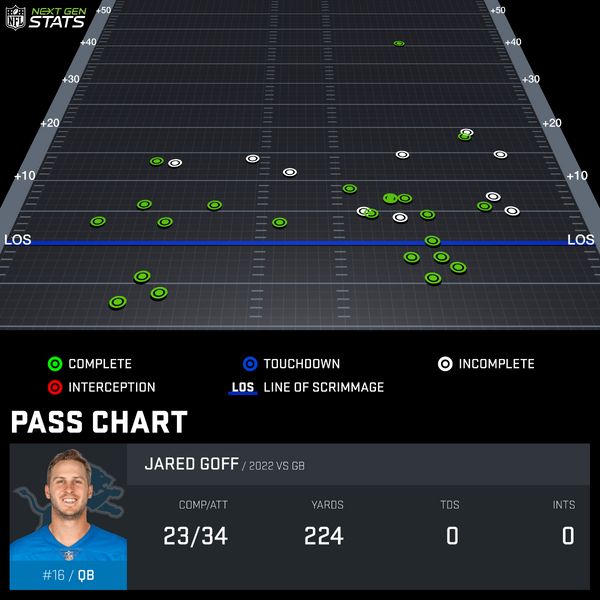 NFL NEXT GEN STATS
+50 +50
+40 +40
+30 +30
+20 +20
+10 +10
LOS LOS
COMPLETE TOUCHDOWN INCOMPLETE
INTERCEPTION LOS LINE OF SCRIMMAGE
PASS CHART
JARED GOFF / 2022 VS GB
COMP/ATT YARDS TDS INTS
23/34 224 0 0
#16 / QB